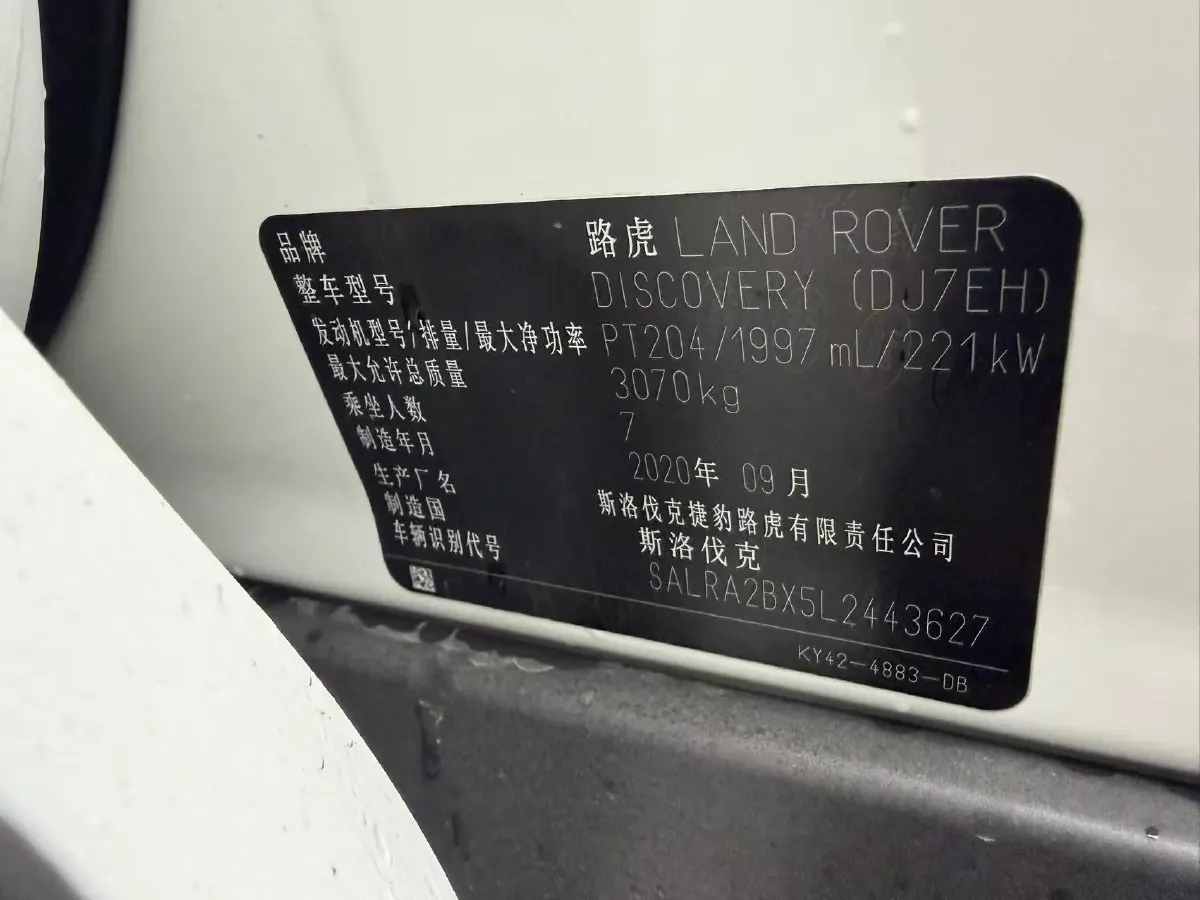 品牌 路虎 LAND ROVER
整车型号 DISCOVERY (DJ7EH)
发动机型号/排量/最大净功率 PT204/1997 mL/221kW
最大允许总质量 3070kg
乘坐人数 7
制造年月 2020年 09月
生产厂名 斯洛伐克捷豹路虎有限责任公司
制造国 斯洛伐克
车辆识别代号 SALRA2BX5L2443627
KY42-4883-DB